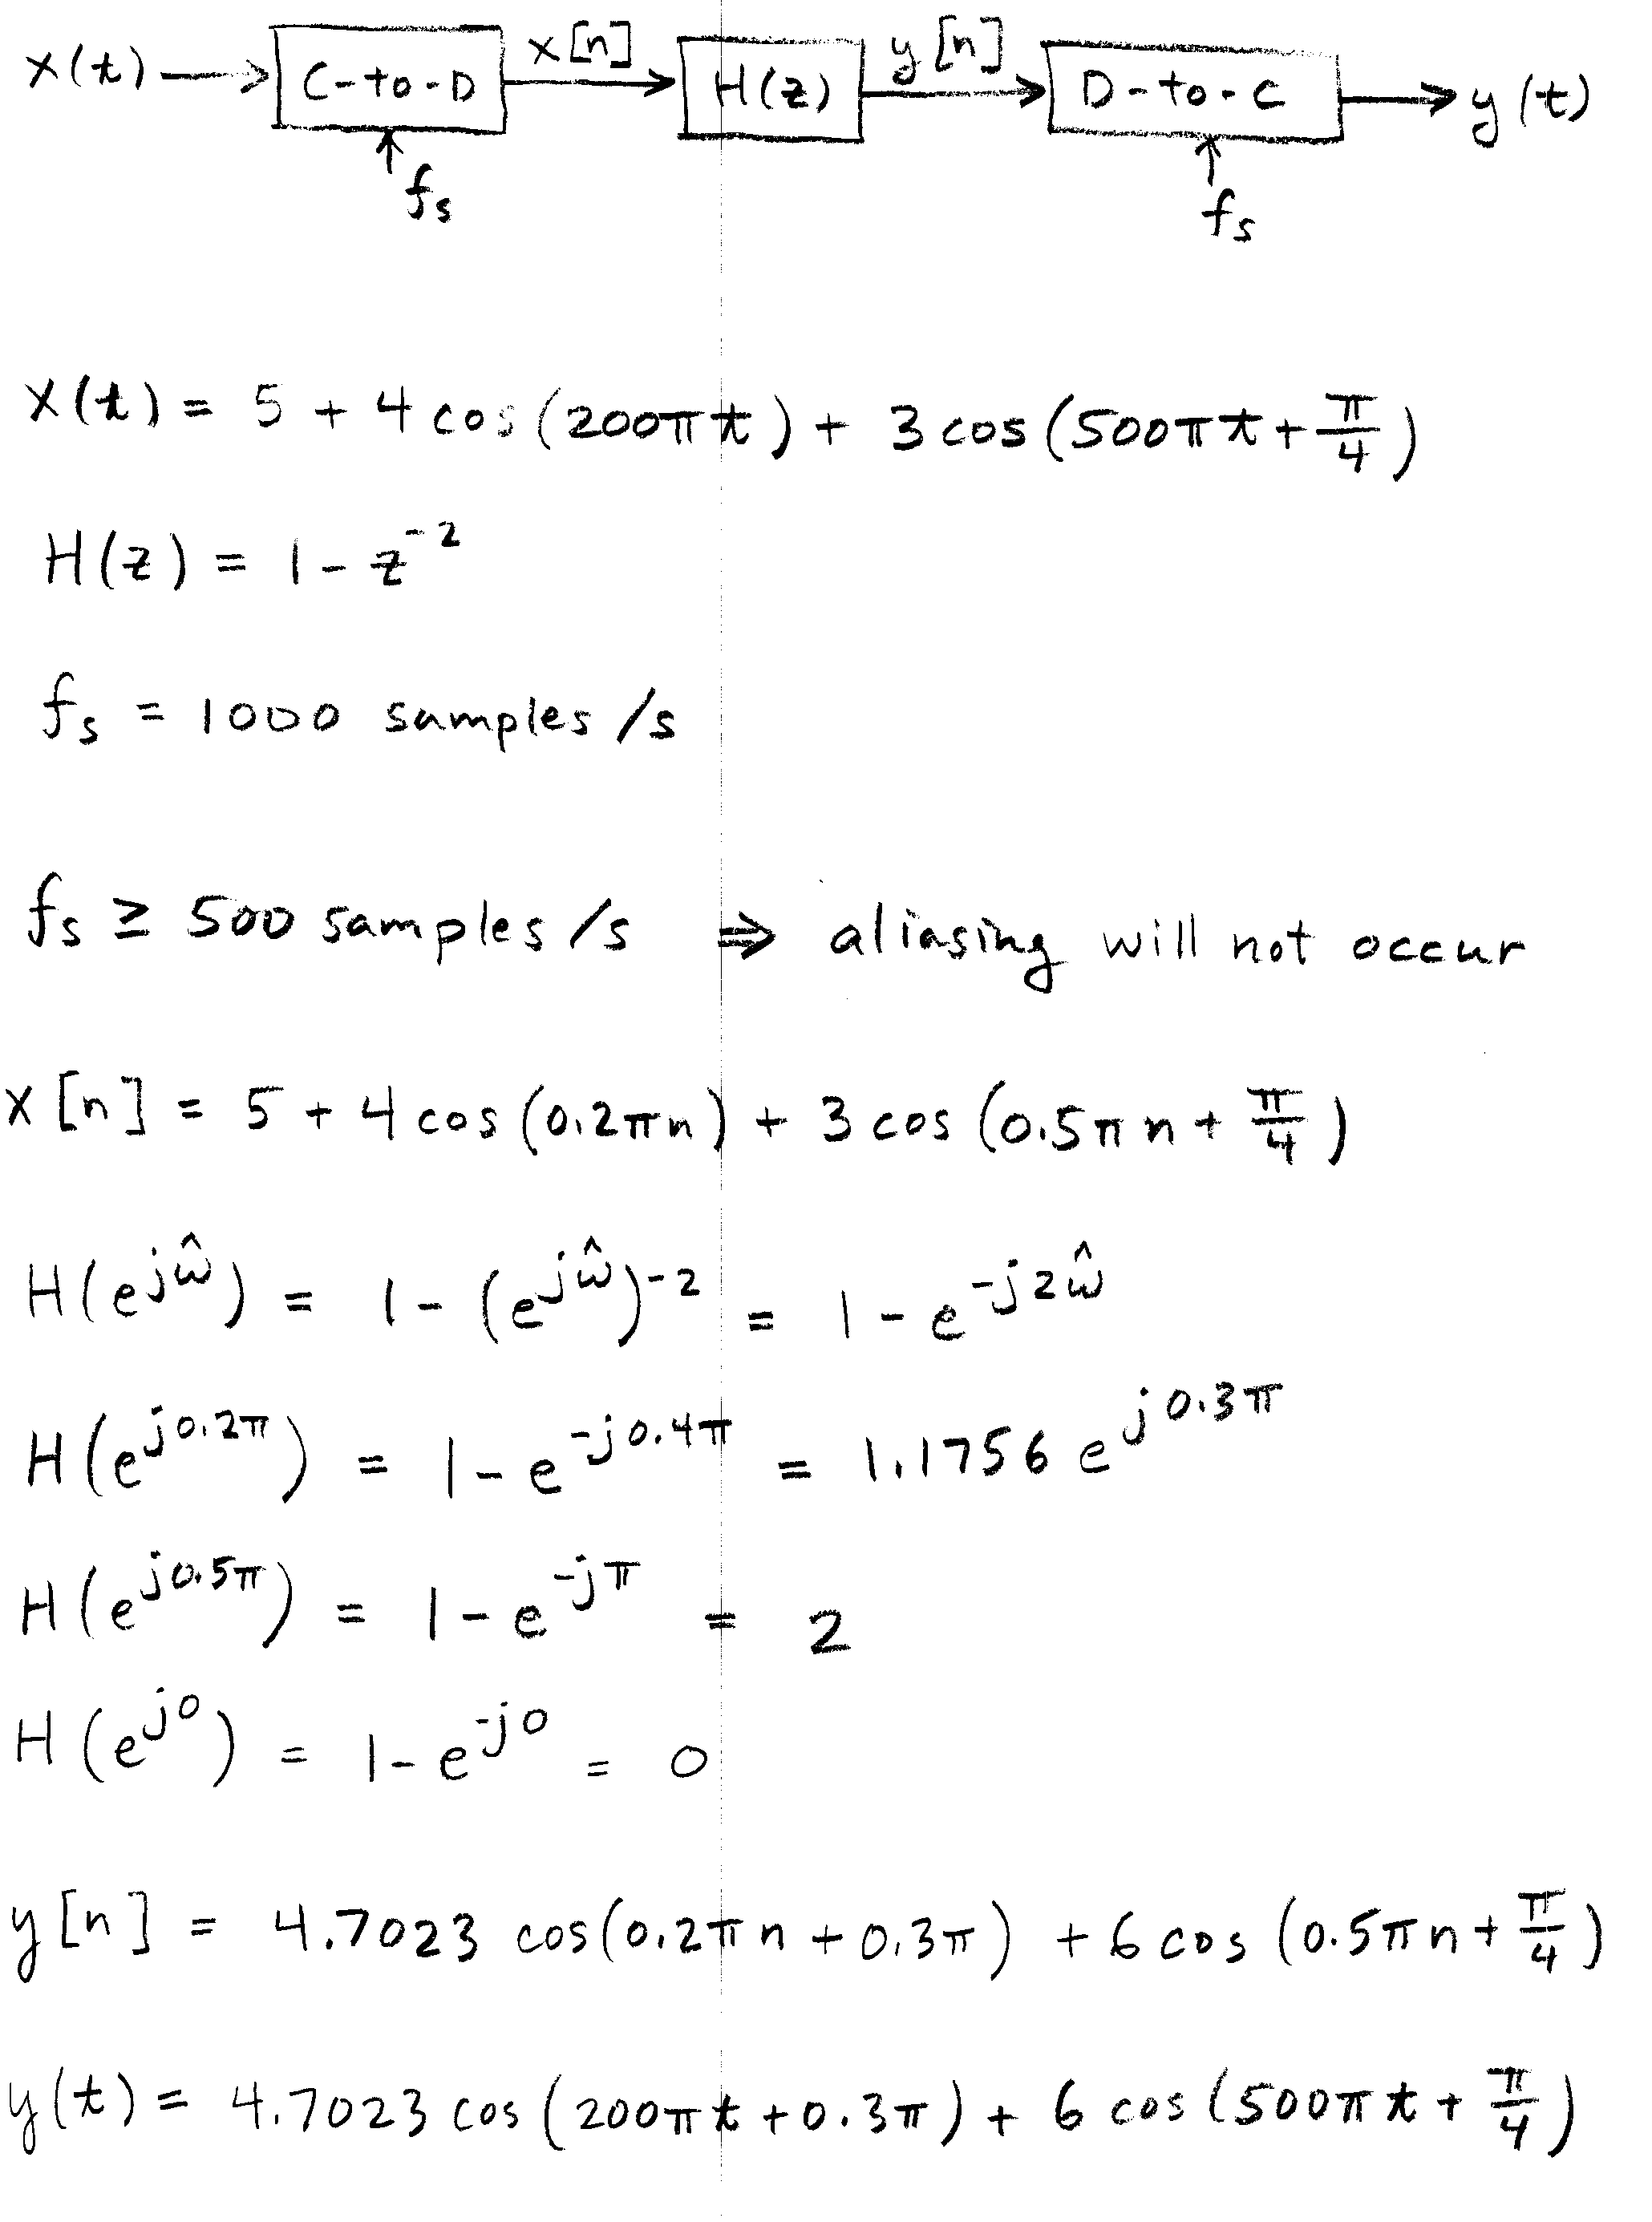 x(t) → C-to-D x[n] → H(z) y[n] → D-to-C → y(t)
↑ fs ↑ fs
x(t) = 5 + 4 cos(200πt) + 3 cos(500πt + π/4)
H(z) = 1 - z^-2
fs = 1000 samples/s
fs ≥ 500 samples/s ⇒ aliasing will not occur
x[n] = 5 + 4 cos(0.2πn) + 3 cos(0.5πn + π/4)
H(e^jω̂) = 1 - (e^jω̂)^-2 = 1 - e^-j2ω̂
H(e^j0.2π) = 1 - e^-j0.4π = 1.1756 e^j0.3π
H(e^j0.5π) = 1 - e^-jπ = 2
H(e^j0) = 1 - e^-j0 = 0
y[n] = 4.7023 cos(0.2πn + 0.3π) + 6 cos(0.5πn + π/4)
y(t) = 4.7023 cos(200πt + 0.3π) + 6 cos(500πt + π/4)